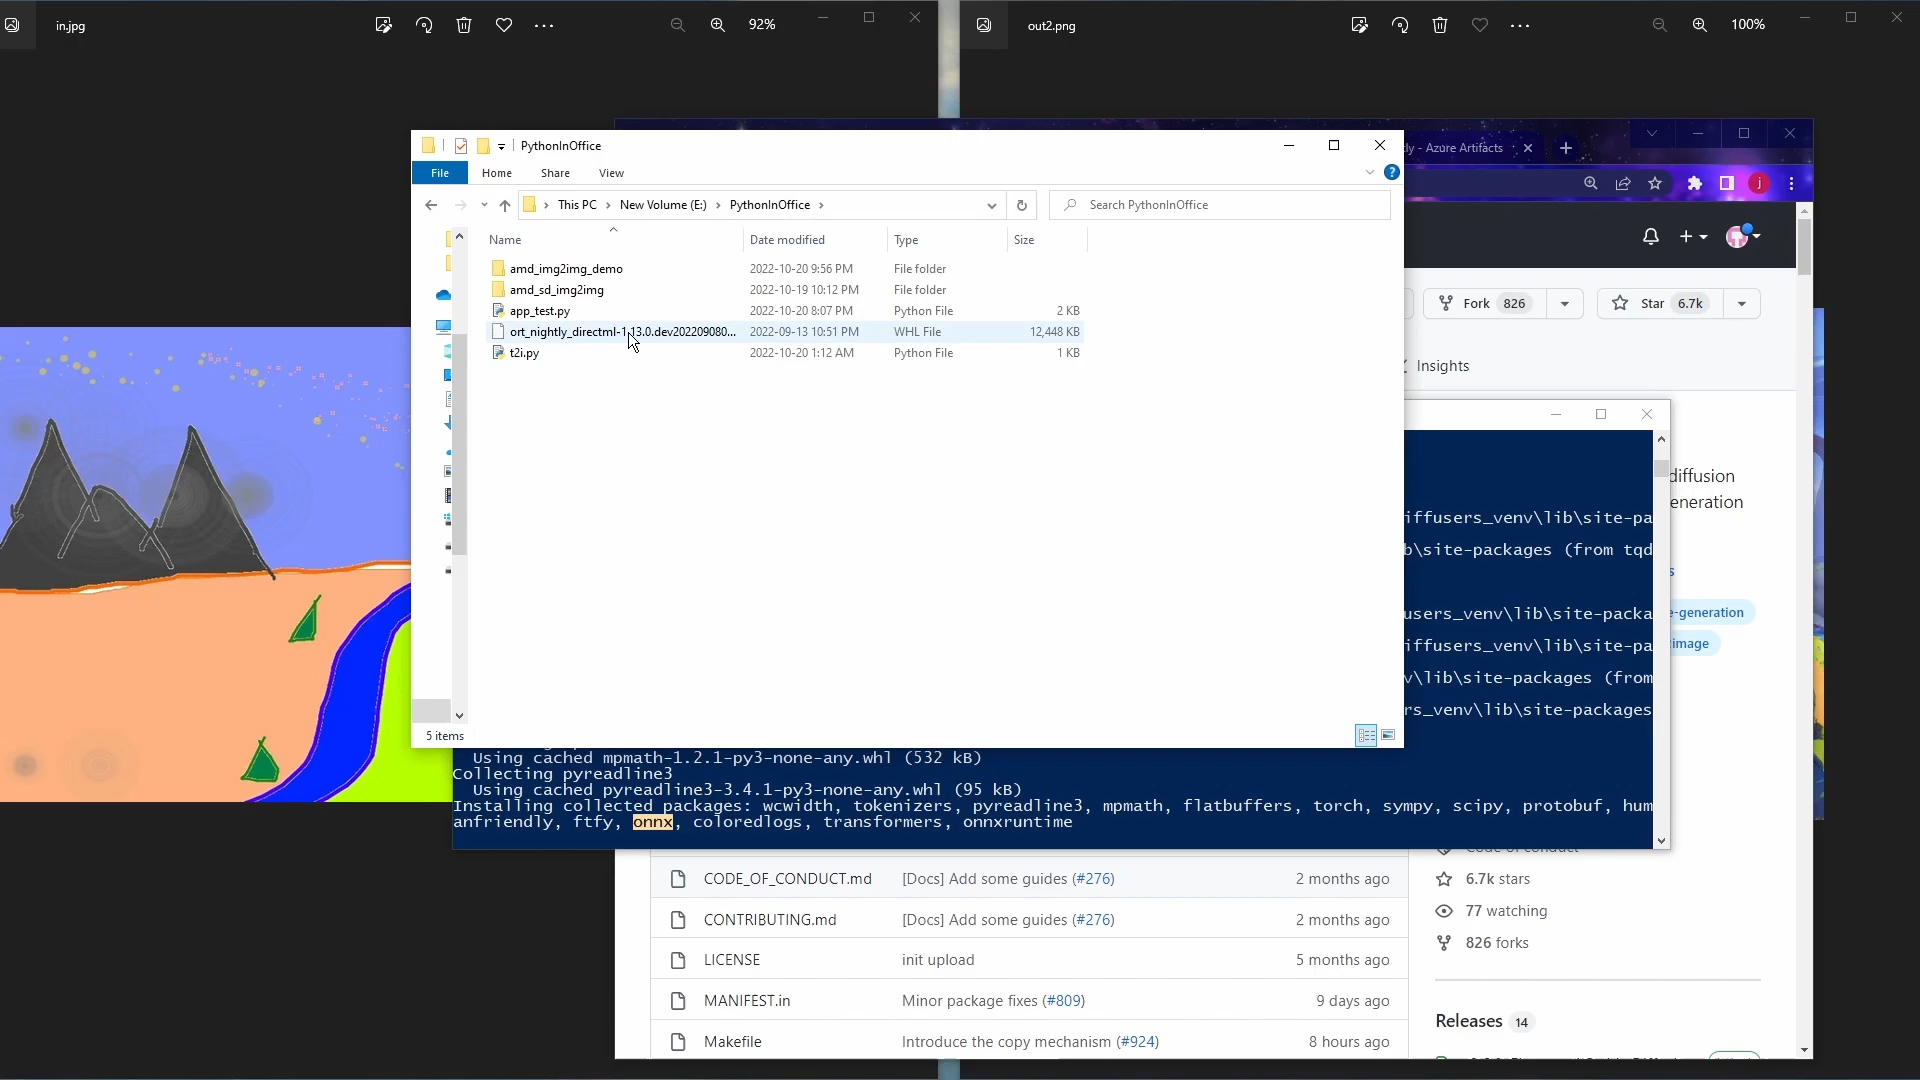 in.jpg
92%
out2.png
100%
PythonInOffice
File
Home
Share
View
This PC > New Volume (E:) > PythonInOffice >
Search PythonInOffice
Name
Date modified
Type
Size
amd_img2img_demo 2022-10-20 9:56 PM File folder
amd_sd_img2img 2022-10-19 10:12 PM File folder
app_test.py 2022-10-20 8:07 PM Python File 2 KB
ort_nightly_directml-1.13.0.dev202209080... 2022-09-13 10:51 PM WHL File 12,448 KB
t2i.py 2022-10-20 1:12 AM Python File 1 KB
5 items
- Azure Artifacts
j
Fork 826
Star 6.7k
Insights
diffusion
eneration
iffusers_venv\lib\site-pa
b\site-packages (from tqd
users_venv\lib\site-packa
iffusers_venv\lib\site-pa
v\lib\site-packages (from
rs_venv\lib\site-packages
e-generation
image
Using cached mpmath-1.2.1-py3-none-any.whl (532 kB)
Collecting pyreadline3
Using cached pyreadline3-3.4.1-py3-none-any.whl (95 kB)
Installing collected packages: wcwidth, tokenizers, pyreadline3, mpmath, flatbuffers, torch, sympy, scipy, protobuf, hum
anfriendly, ftfy, onnx, coloredlogs, transformers, onnxruntime
CODE_OF_CONDUCT.md [Docs] Add some guides (#276) 2 months ago
CONTRIBUTING.md [Docs] Add some guides (#276) 2 months ago
LICENSE init upload 5 months ago
MANIFEST.in Minor package fixes (#809) 9 days ago
Makefile Introduce the copy mechanism (#924) 8 hours ago
6.7k stars
77 watching
826 forks
Releases 14